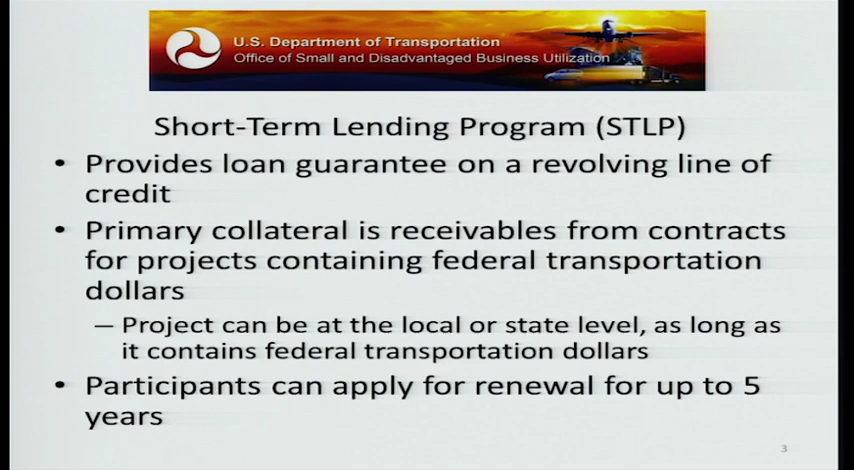 U.S. Department of Transportation
Office of Small and Disadvantaged Business Utilization
Short-Term Lending Program (STLP)
• Provides loan guarantee on a revolving line of
credit
• Primary collateral is receivables from contracts
for projects containing federal transportation
dollars
– Project can be at the local or state level, as long as
it contains federal transportation dollars
• Participants can apply for renewal for up to 5
years
3